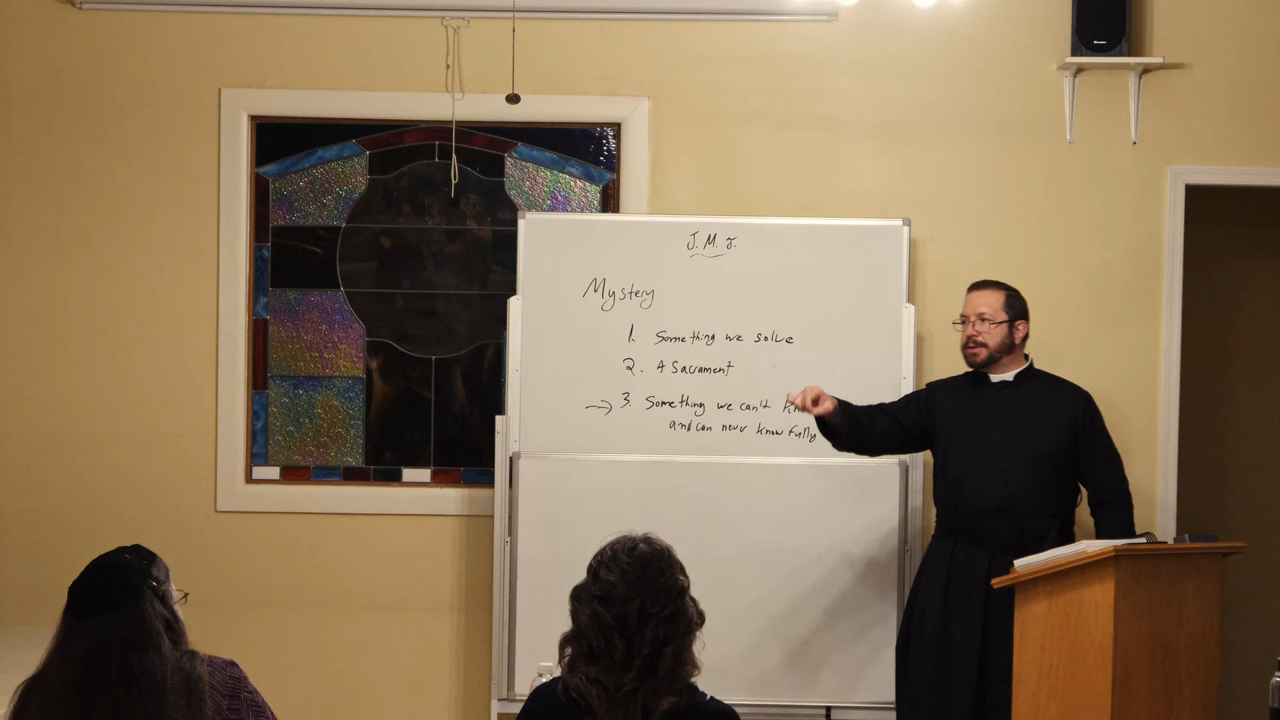 J. M. J.
Mystery
1. Something we solve
2. A Sacrament
→ 3. Something we can't
and can never know fully